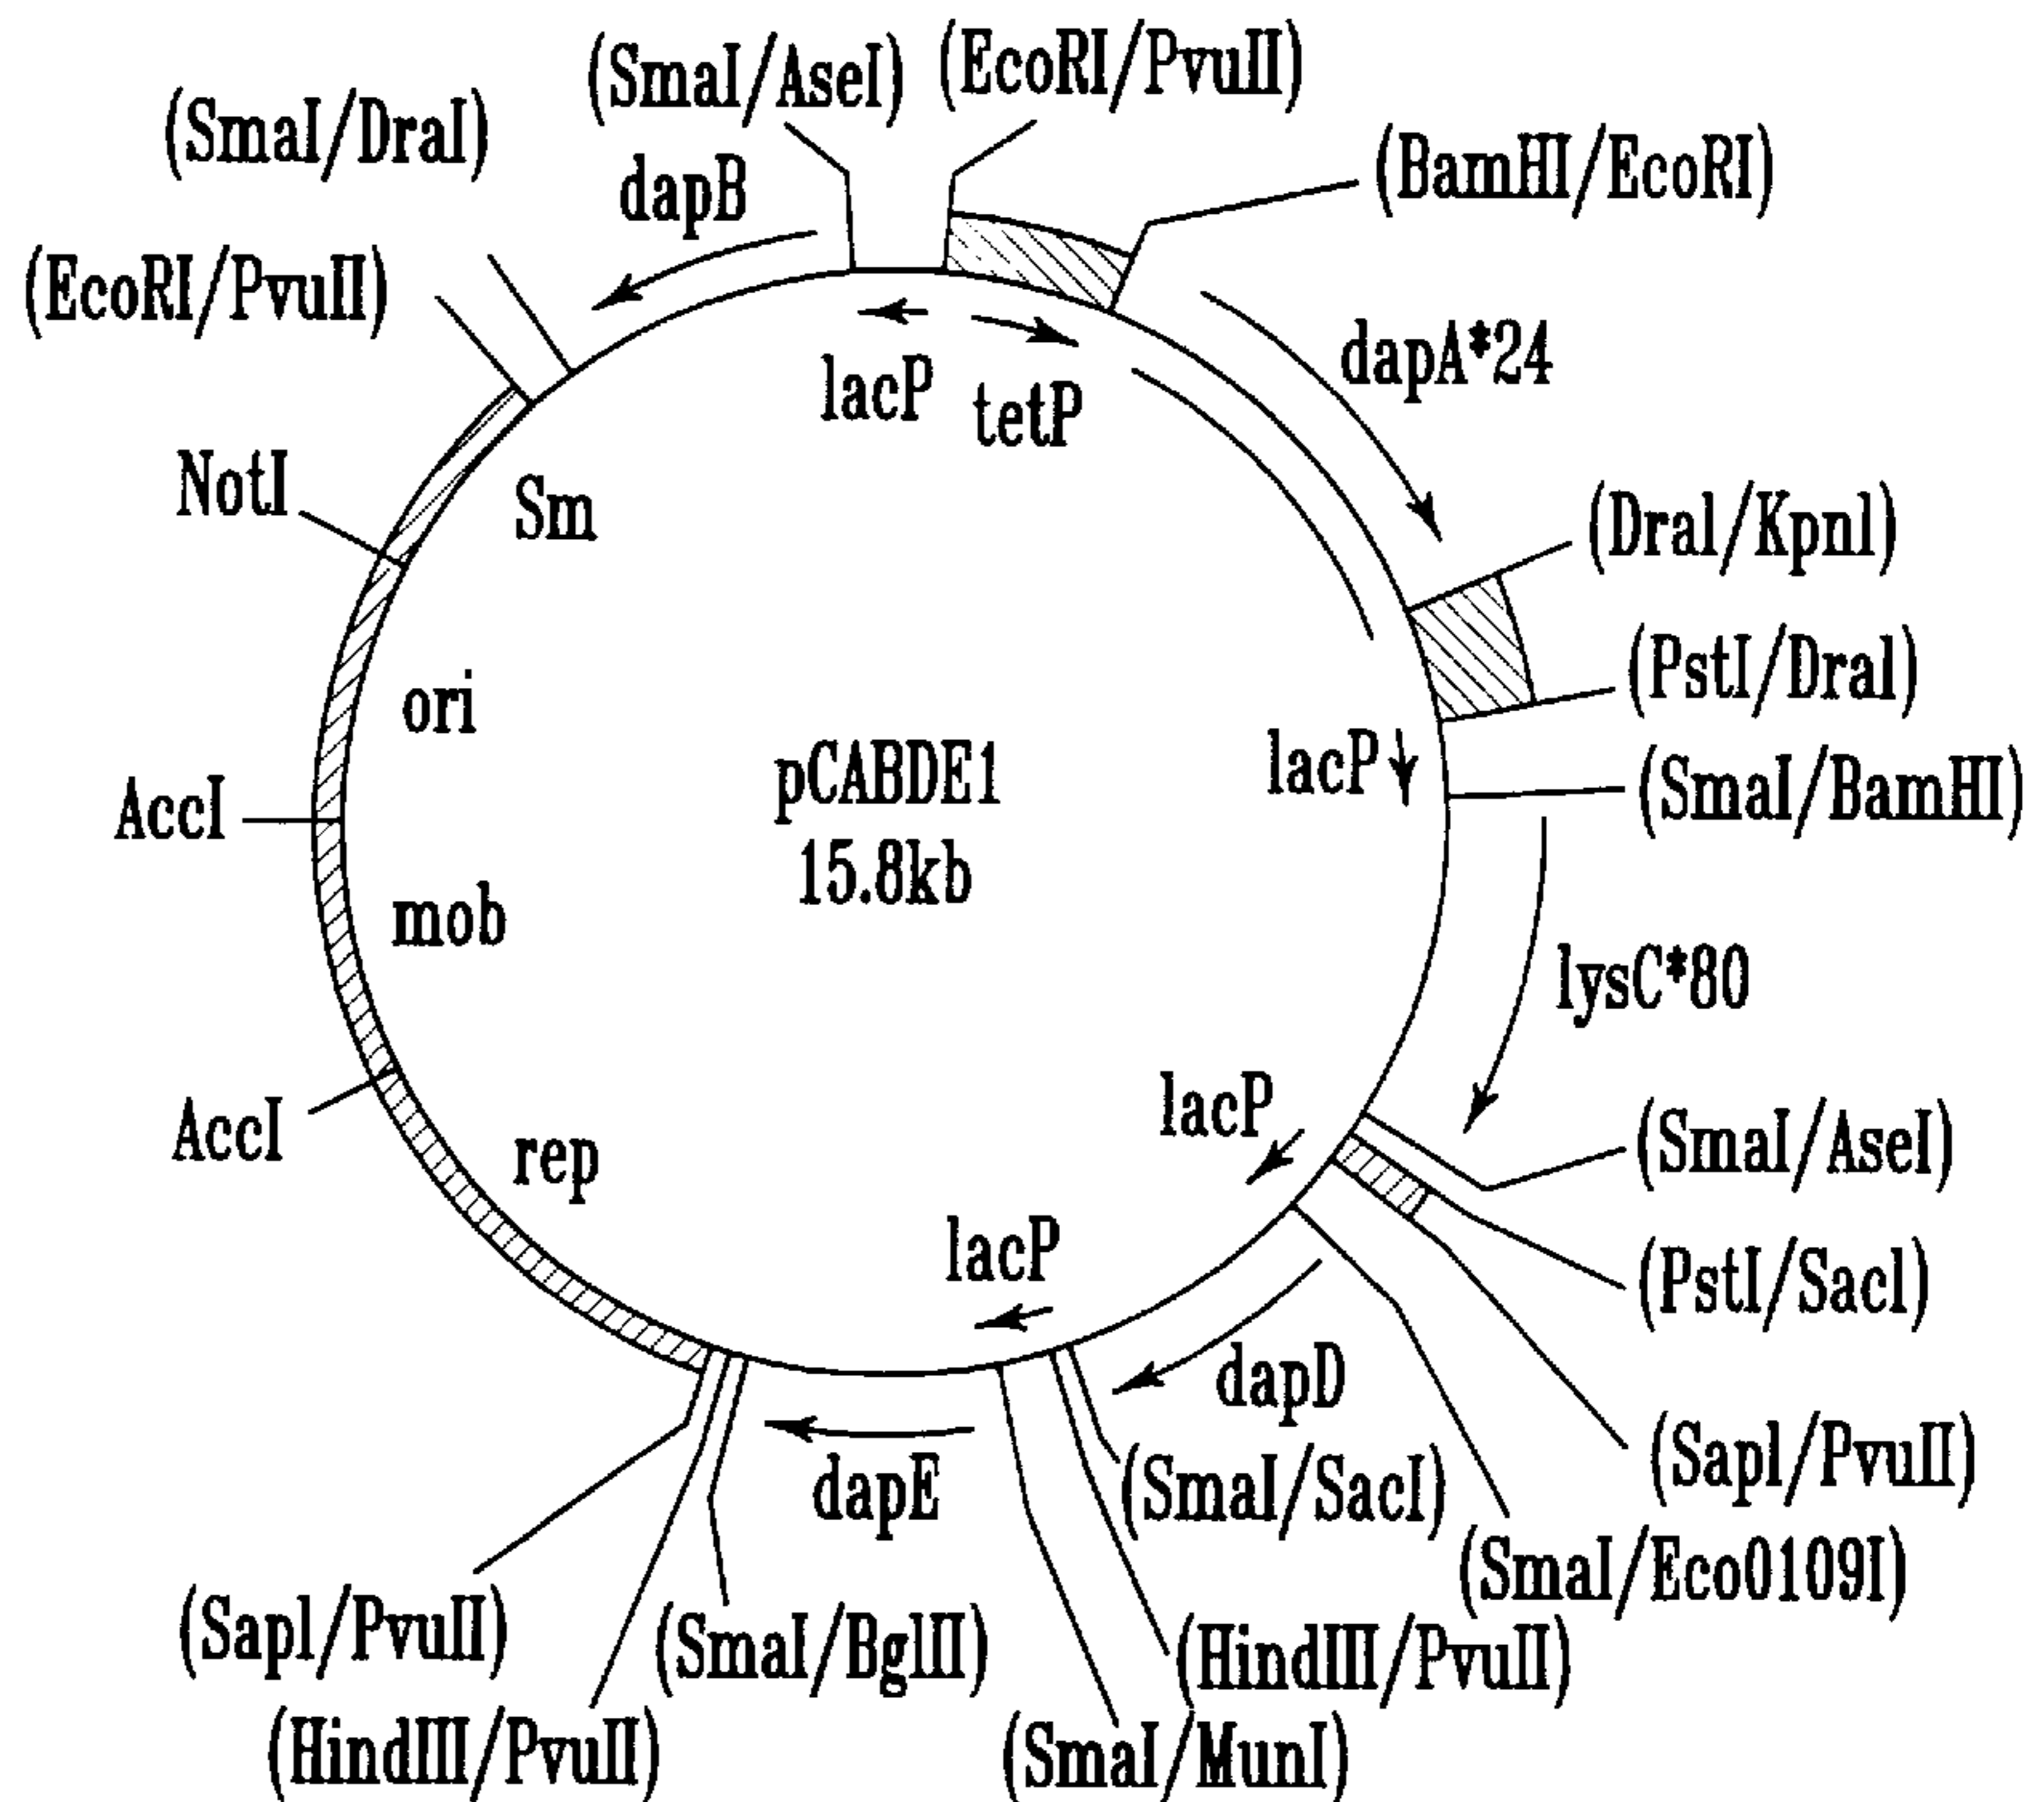 (SmaI/AseI)
(EcoRI/PvuII)
(SmaI/DraI)
dapB
(BamHI/EcoRI)
(EcoRI/PvuII)
dapA*24
lacP
tetP
NotI
Sm
(DraI/KpnI)
(PstI/DraI)
ori
lacP
(SmaI/BamHI)
pCABDE1
15.8kb
AccI
mob
lysC*80
lacP
AccI
rep
(SmaI/AseI)
lacP
(PstI/SacI)
dapD
dapE
(SmaI/SacI)
(SapI/PvuII)
(SmaI/Eco0109I)
(SapI/PvuII)
(SmaI/BglII)
(HindIII/PvuII)
(HindIII/PvuII)
(SmaI/MunI)